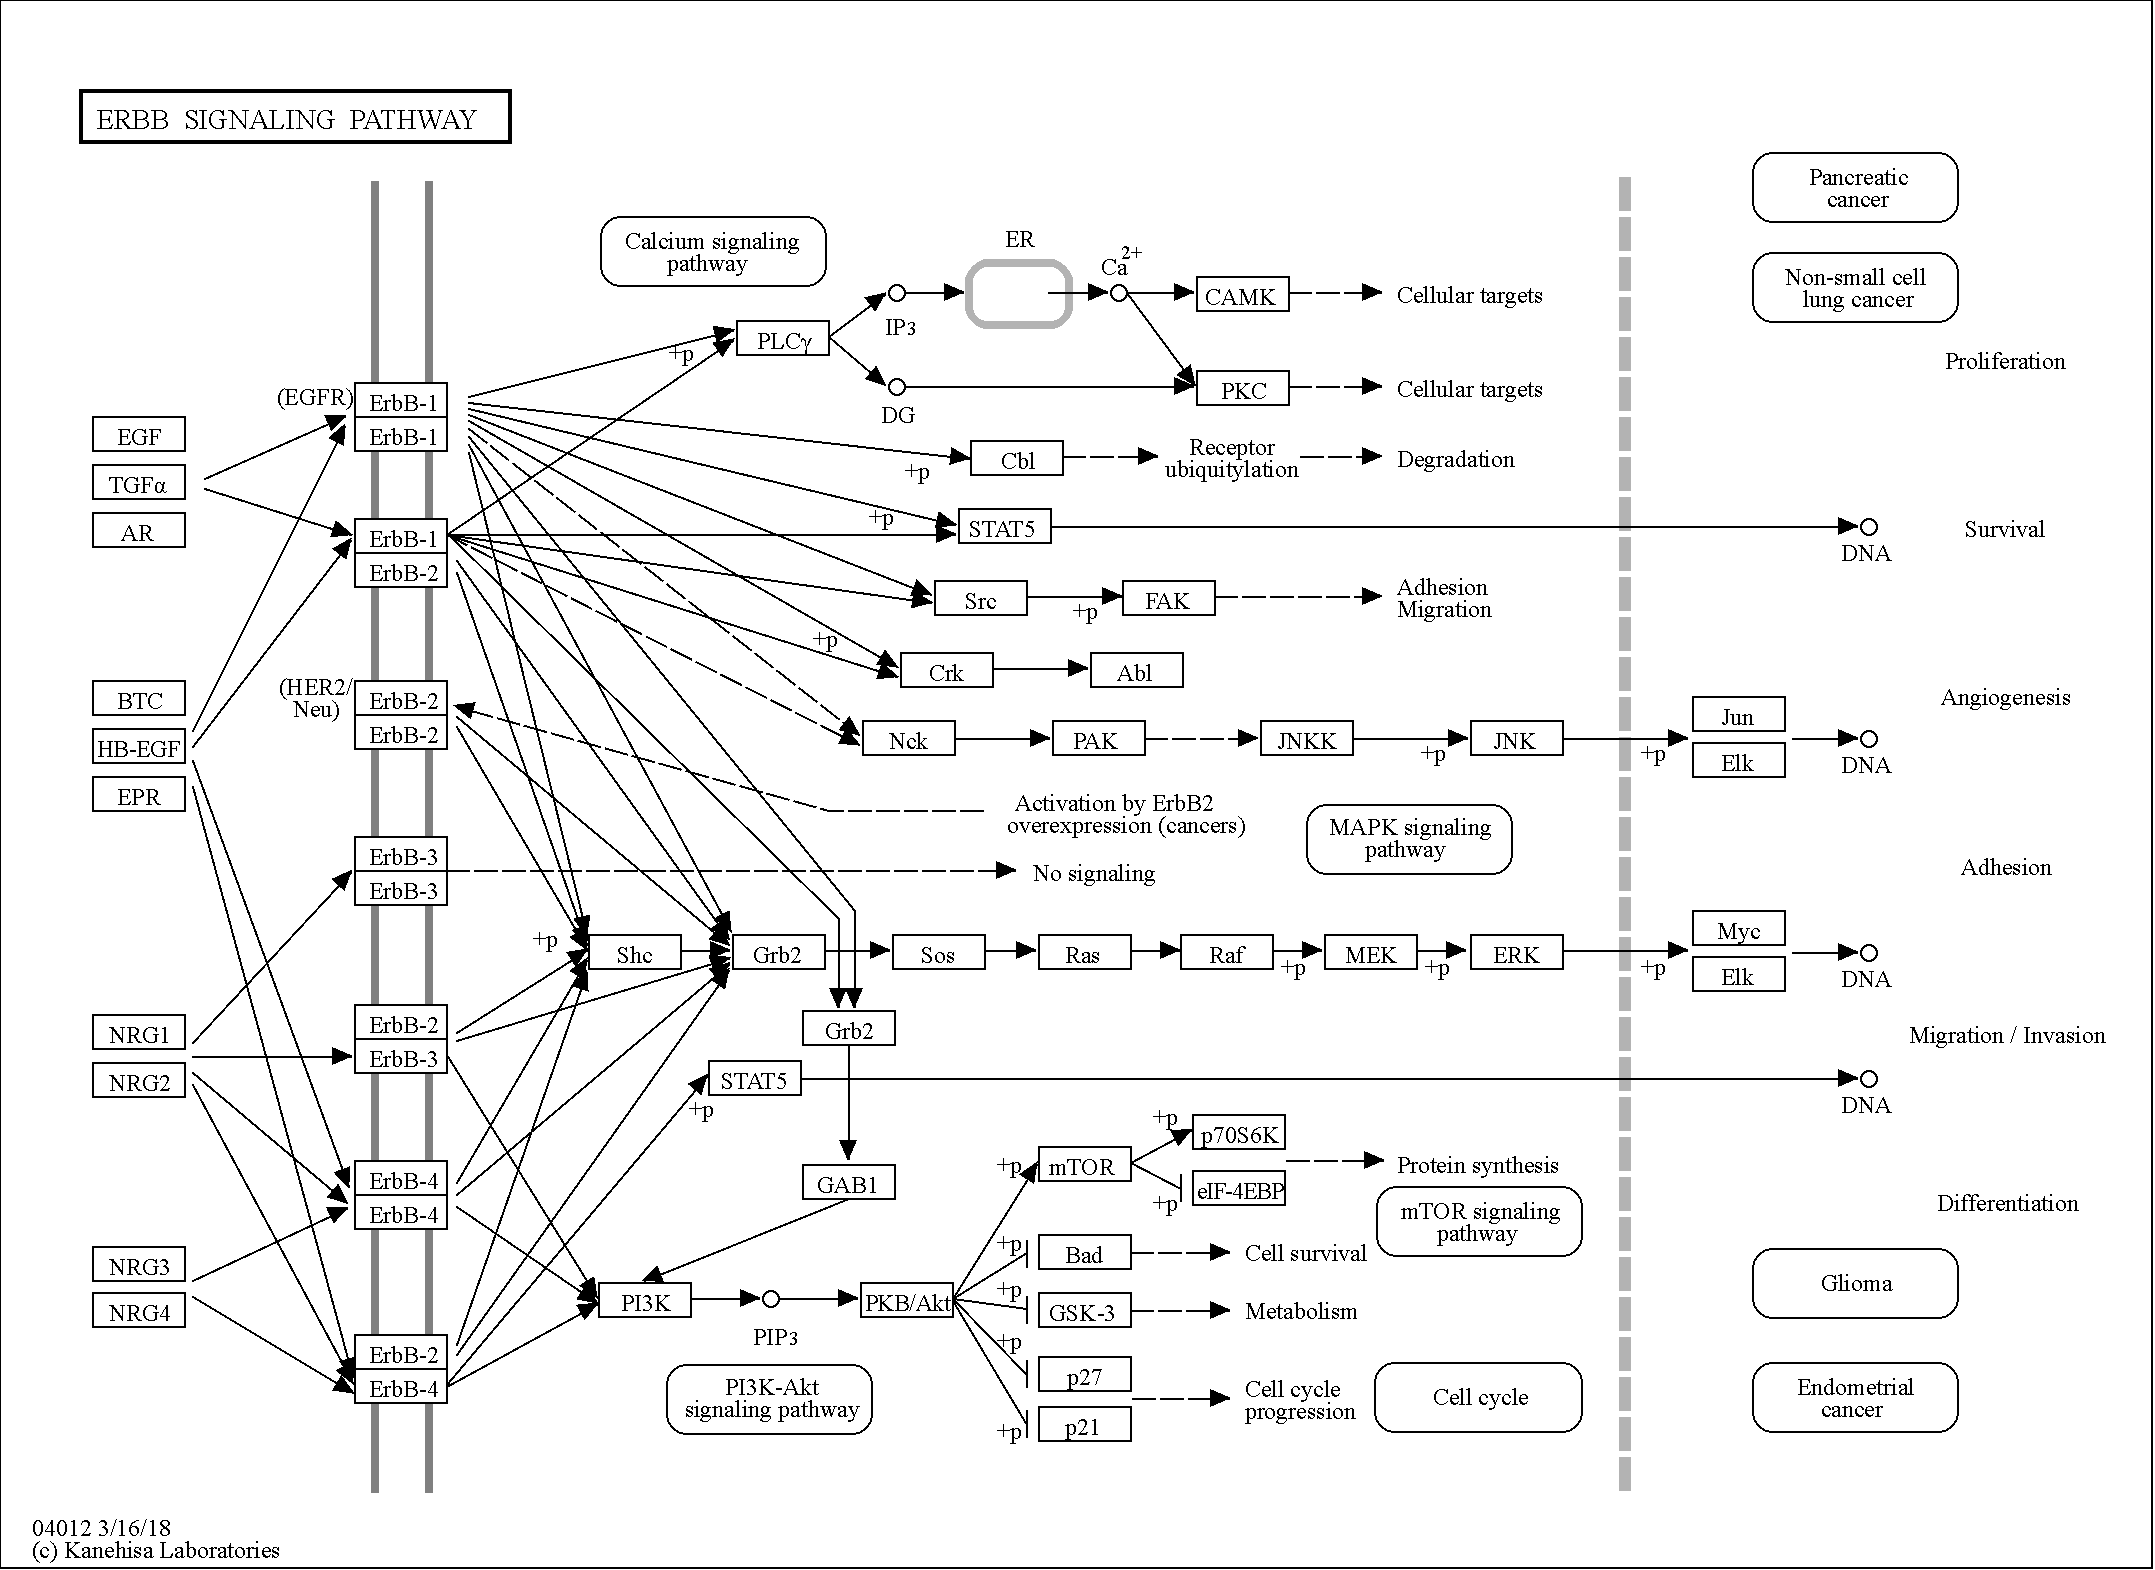 ERBB SIGNALING PATHWAY
Pancreatic
cancer
Calcium signaling
pathway
ER
Ca2+
CAMK
Cellular targets
Non-small cell
lung cancer
IP3
PLCγ
+p
Proliferation
DG
PKC
Cellular targets
(EGFR)
ErbB-1
ErbB-1
EGF
TGFα
AR
Cbl
+p
Receptor
ubiquitylation
Degradation
ErbB-1
ErbB-2
+p
STAT5
DNA
Survival
Src
+p
FAK
Adhesion
Migration
+p
Crk
Abl
BTC
HB-EGF
EPR
(HER2/
Neu)
ErbB-2
ErbB-2
Nck
PAK
JNKK
+p
JNK
+p
Jun
Elk
DNA
Angiogenesis
Activation by ErbB2
overexpression (cancers)
MAPK signaling
pathway
ErbB-3
ErbB-3
No signaling
Adhesion
+p
Shc
Grb2
Sos
Ras
Raf
+p
MEK
+p
ERK
+p
Myc
Elk
DNA
NRG1
NRG2
ErbB-2
ErbB-3
Grb2
Migration / Invasion
STAT5
+p
DNA
+p
p70S6K
+p
mTOR
Protein synthesis
+p
eIF-4EBP
mTOR signaling
pathway
ErbB-4
ErbB-4
GAB1
Differentiation
NRG3
NRG4
+p
Bad
Cell survival
PI3K
PIP3
PKB/Akt
+p
GSK-3
Metabolism
Glioma
ErbB-2
ErbB-4
PI3K-Akt
signaling pathway
+p
p27
+p
p21
Cell cycle
progression
Cell cycle
Endometrial
cancer
04012 3/16/18
(c) Kanehisa Laboratories